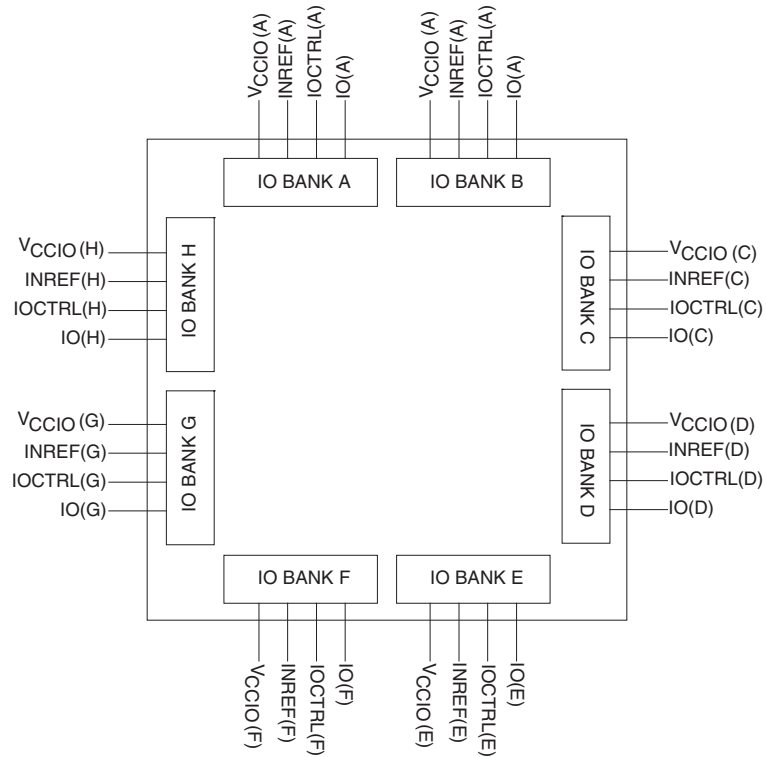 VCCIO(A)
INREF(A)
IOCTRL(A)
IO(A)
VCCIO(A)
INREF(A)
IOCTRL(A)
IO(A)
IO BANK A
IO BANK B
VCCIO(H)
INREF(H)
IOCTRL(H)
IO(H)
IO BANK H
IO BANK C
VCCIO(C)
INREF(C)
IOCTRL(C)
IO(C)
VCCIO(G)
INREF(G)
IOCTRL(G)
IO(G)
IO BANK G
IO BANK D
VCCIO(D)
INREF(D)
IOCTRL(D)
IO(D)
IO BANK F
IO BANK E
VCCIO(F)
INREF(F)
IOCTRL(F)
IO(F)
VCCIO(E)
INREF(E)
IOCTRL(E)
IO(E)